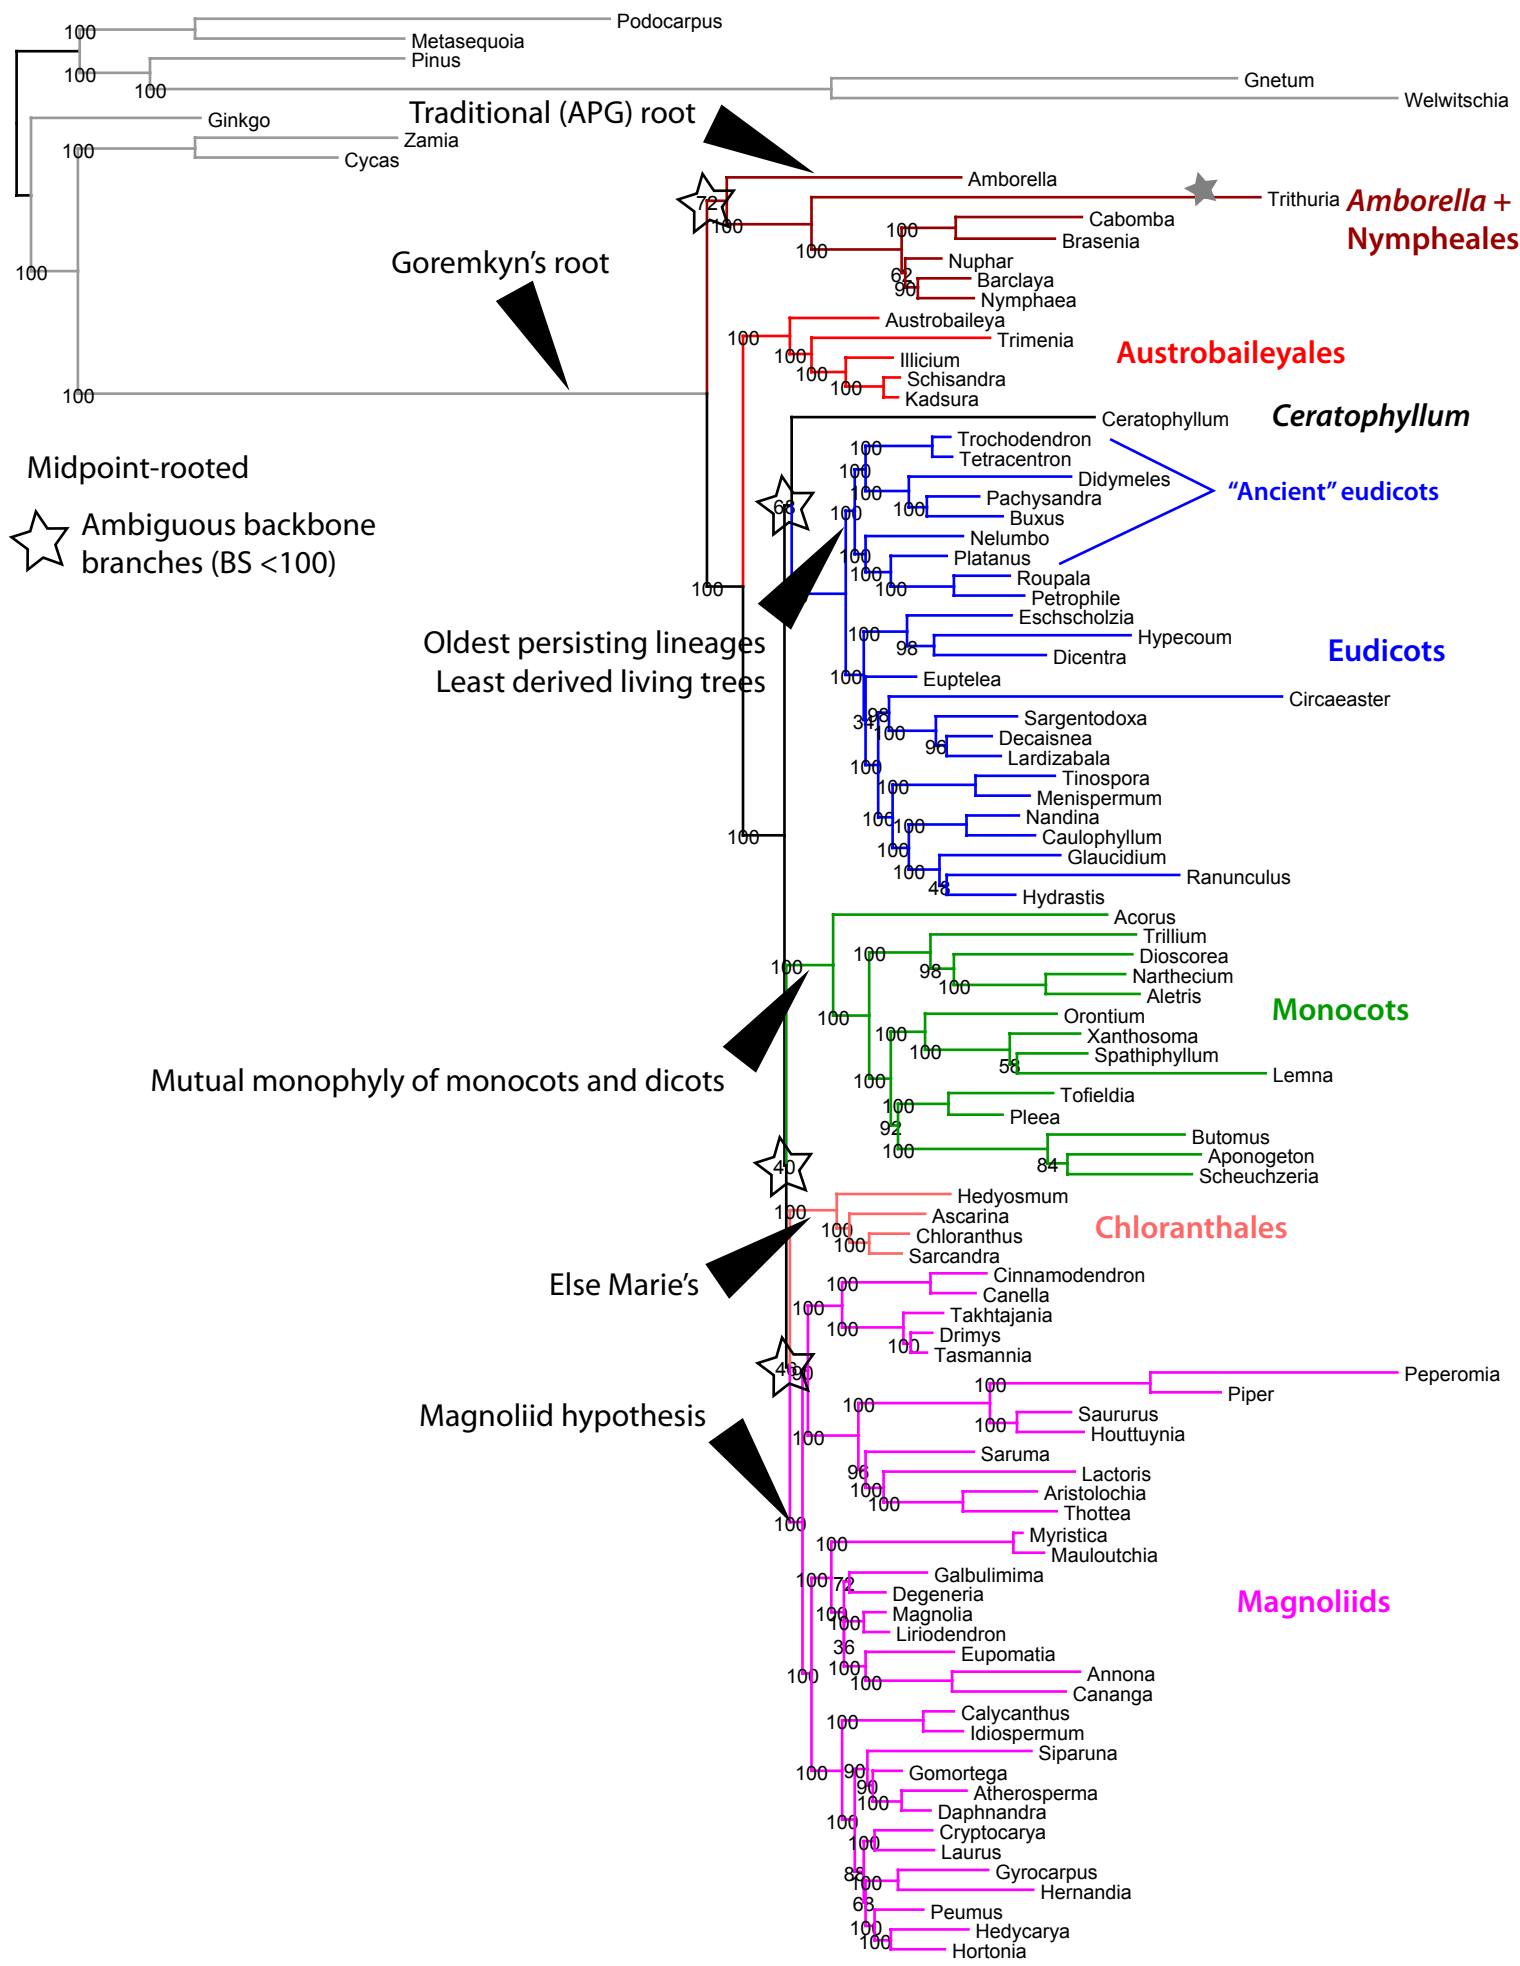 Podocarpus
100
Metasequoia
Pinus
100
Gnetum
100
Welwitschia
Traditional (APG) root
Ginkgo
Zamia
100
Cycas
Amborella
Trithuria
Amborella +
Nympheales
72
100
Cabomba
100
Brasenia
100
Goremkyn's root
Nuphar
100
62
Barclaya
90
Nymphaea
Austrobaileya
100
Trimenia
Austrobaileyales
100
Illicium
100
Schisandra
100
Kadsura
100
Ceratophyllum
Ceratophyllum
Trochodendron
100
Tetracentron
Midpoint-rooted
100
Didymeles
100
"Ancient" eudicots
Pachysandra
68
100
100
Buxus
Ambiguous backbone
branches (BS <100)
Nelumbo
100
Platanus
100
Roupala
100
100
Petrophile
Eschscholzia
100
Hypecoum
Oldest persisting lineages
Least derived living trees
98
Dicentra
Eudicots
100
Euptelea
Circaeaster
98
34
Sargentodoxa
100
Decaisnea
96
Lardizabala
100
Tinospora
100
Menispermum
100
Nandina
100
Caulophyllum
100
100
Glaucidium
100
Ranunculus
48
Hydrastis
Acorus
Trillium
100
Dioscorea
100
98
Narthecium
100
Aletris
Monocots
100
Orontium
100
Xanthosoma
100
Spathiphyllum
58
Lemna
Mutual monophyly of monocots and dicots
100
Tofieldia
100
Pleea
92
Butomus
100
Aponogeton
40
84
Scheuchzeria
Hedyosmum
100
Ascarina
Chloranthales
100
Chloranthus
100
Sarcandra
Else Marie's
Cinnamodendron
100
Canella
100
Takhtajania
100
Drimys
100
Tasmannia
90
Peperomia
100
Piper
100
Saururus
Magnoliid hypothesis
100
Houttuynia
100
Saruma
96
Lactoris
100
Aristolochia
100
Thottea
100
Myristica
100
Mauloutchia
Galbulimima
100
72
Degeneria
Magnoliids
100
Magnolia
100
Liriodendron
36
Eupomatia
100
Annona
100
100
Cananga
Calycanthus
100
Idiospermum
Siparuna
100
90
Gomortega
90
Atherosperma
100
Daphnandra
100
Cryptocarya
100
Laurus
88
Gyrocarpus
100
Hernandia
63
Peumus
100
Hedycarya
100
Hortonia